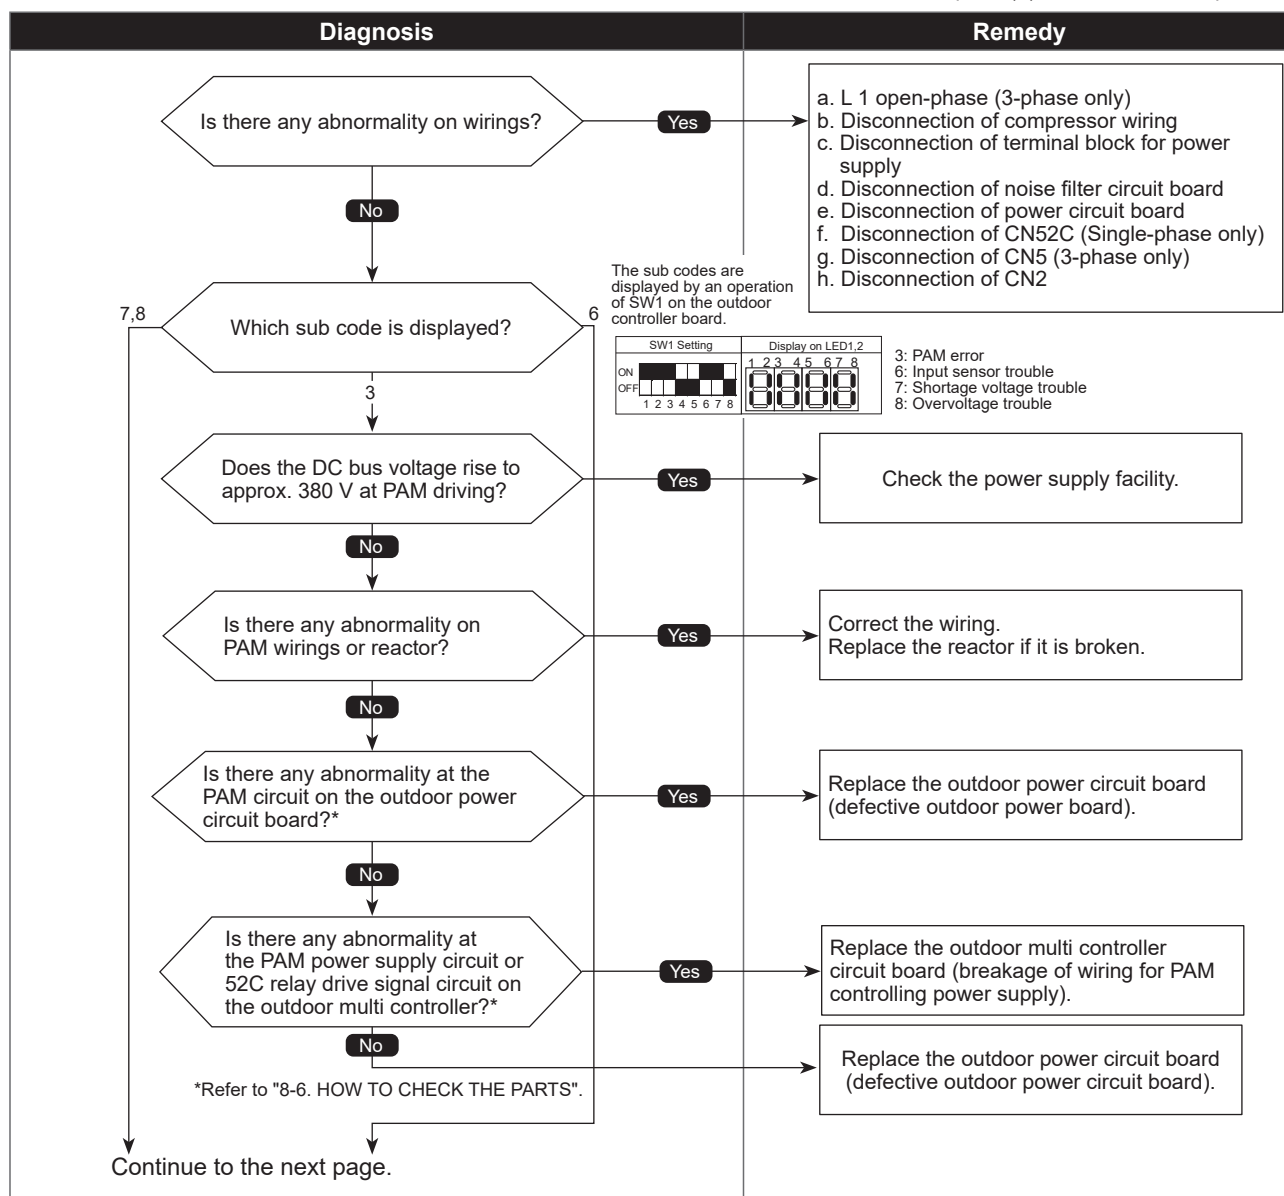 Diagnosis
Remedy
Is there any abnormality on wirings?
Yes
a. L 1 open-phase (3-phase only)
b. Disconnection of compressor wiring
c. Disconnection of terminal block for power
supply
d. Disconnection of noise filter circuit board
e. Disconnection of power circuit board
f. Disconnection of CN52C (Single-phase only)
g. Disconnection of CN5 (3-phase only)
h. Disconnection of CN2
No
The sub codes are
displayed by an operation
of SW1 on the outdoor
controller board.
7,8
Which sub code is displayed?
6
SW1 Setting
Display on LED1,2
ON
OFF
1 2 3 4 5 6 7 8
1 2 3 4 5 6 7 8
3: PAM error
6: Input sensor trouble
7: Shortage voltage trouble
8: Overvoltage trouble
3
Does the DC bus voltage rise to
approx. 380 V at PAM driving?
Yes
Check the power supply facility.
No
Is there any abnormality on
PAM wirings or reactor?
Yes
Correct the wiring.
Replace the reactor if it is broken.
No
Is there any abnormality at the
PAM circuit on the outdoor power
circuit board?*
Yes
Replace the outdoor power circuit board
(defective outdoor power board).
No
Is there any abnormality at
the PAM power supply circuit or
52C relay drive signal circuit on
the outdoor multi controller?*
Yes
Replace the outdoor multi controller
circuit board (breakage of wiring for PAM
controlling power supply).
No
Replace the outdoor power circuit board
(defective outdoor power circuit board).
*Refer to "8-6. HOW TO CHECK THE PARTS".
Continue to the next page.